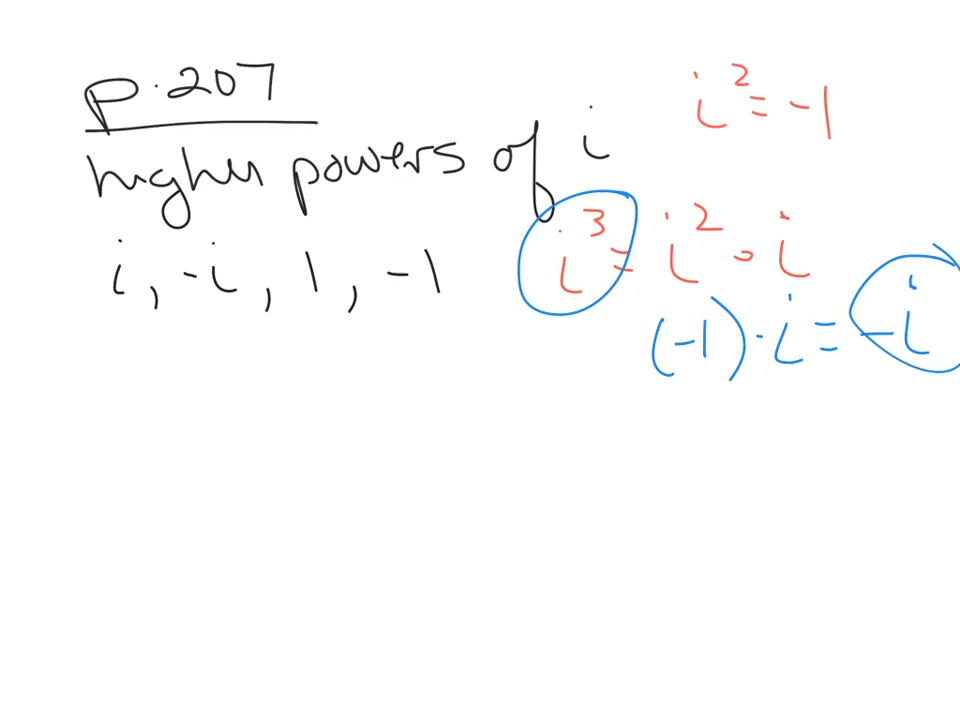 p. 207
i² = -1
higher powers of i
i, -i, 1, -1
i³ = i² · i
(-1) · i = -i